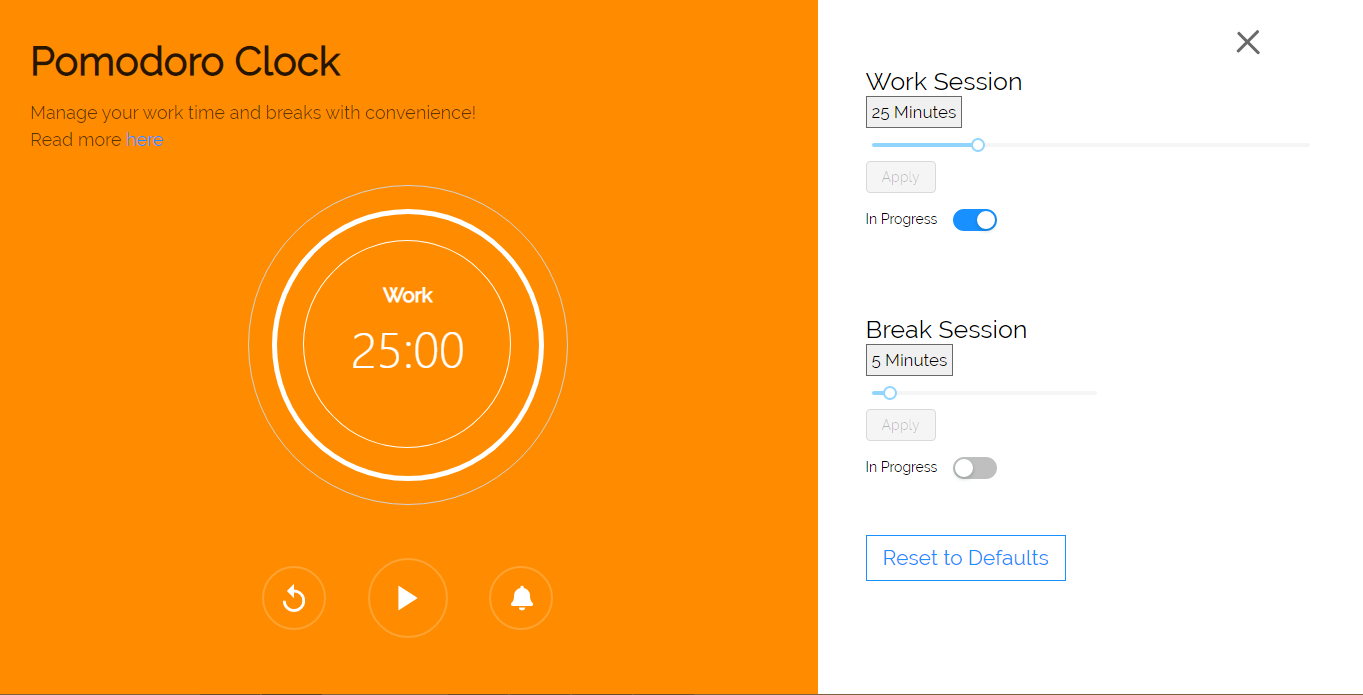 Pomodoro Clock
Manage your work time and breaks with convenience!
Read more here
Work
25:00
Work Session
25 Minutes
Apply
In Progress
Break Session
5 Minutes
Apply
In Progress
Reset to Defaults